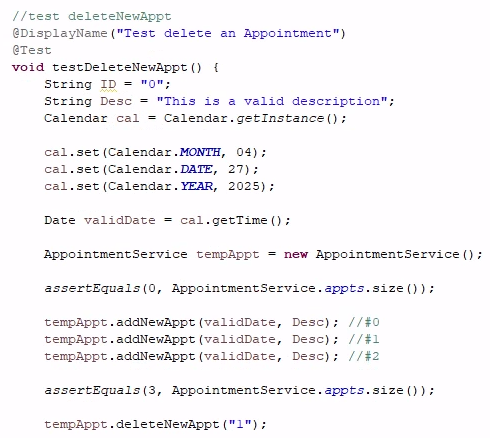 //test deleteNewAppt
@DisplayName("Test delete an Appointment")
@Test
void testDeleteNewAppt() {
    String ID = "0";
    String Desc = "This is a valid description";
    Calendar cal = Calendar.getInstance();

    cal.set(Calendar.MONTH, 04);
    cal.set(Calendar.DATE, 27);
    cal.set(Calendar.YEAR, 2025);

    Date validDate = cal.getTime();

    AppointmentService tempAppt = new AppointmentService();

    assertEquals(0, AppointmentService.appts.size());

    tempAppt.addNewAppt(validDate, Desc); //#0
    tempAppt.addNewAppt(validDate, Desc); //#1
    tempAppt.addNewAppt(validDate, Desc); //#2

    assertEquals(3, AppointmentService.appts.size());

    tempAppt.deleteNewAppt("1");